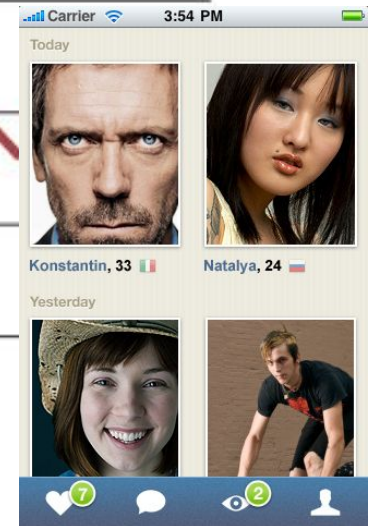 Carrier 3:54 PM
Today
Konstantin, 33 Natalya, 24
Yesterday
7 2